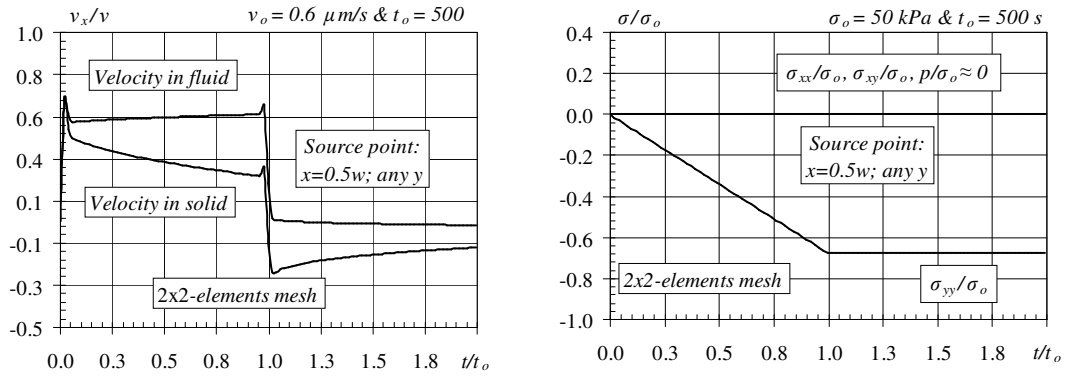 v_x/v
v_o = 0.6 μm/s & t_o = 500
1.0
0.8
0.6
0.4
0.1
-0.1
-0.3
-0.5
Velocity in fluid
Source point:
x=0.5w; any y
Velocity in solid
2x2-elements mesh
0.0 0.3 0.5 0.8 1.0 1.3 1.5 1.8 t/t_o
σ/σ_o
σ_o = 50 kPa & t_o = 500 s
0.4
0.2
0.0
-0.2
-0.4
-0.6
-0.8
-1.0
σ_xx/σ_o, σ_xy/σ_o, p/σ_o ≈ 0
Source point:
x=0.5w; any y
2x2-elements mesh
σ_yy/σ_o
0.0 0.3 0.5 0.8 1.0 1.3 1.5 1.8 t/t_o